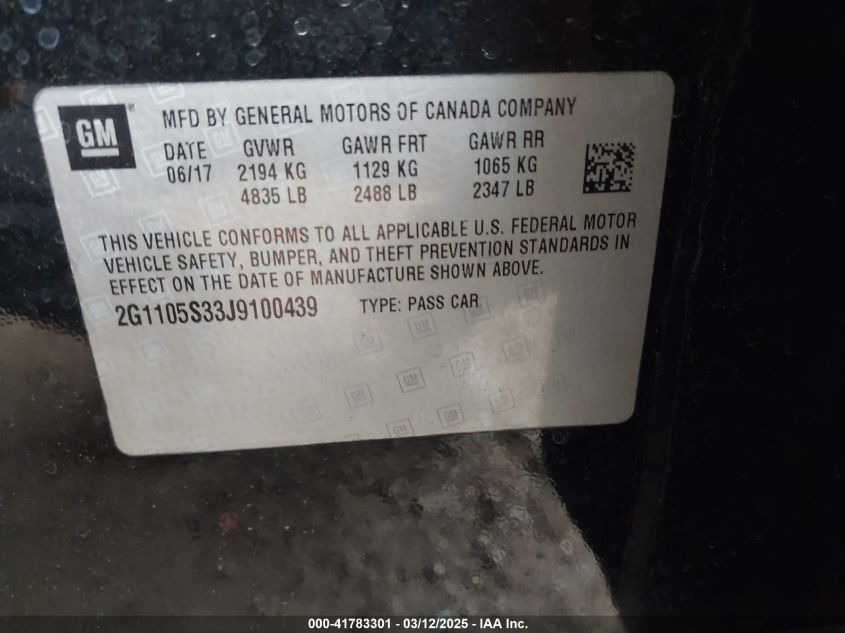 GM
MFD BY GENERAL MOTORS OF CANADA COMPANY
DATE GVWR GAWR FRT GAWR RR
06/17 2194 KG 1129 KG 1065 KG
4835 LB 2488 LB 2347 LB
THIS VEHICLE CONFORMS TO ALL APPLICABLE U.S. FEDERAL MOTOR
VEHICLE SAFETY, BUMPER, AND THEFT PREVENTION STANDARDS IN
EFFECT ON THE DATE OF MANUFACTURE SHOWN ABOVE.
2G1105S33J9100439 TYPE: PASS CAR
000-41783301 - 03/12/2025 - IAA Inc.